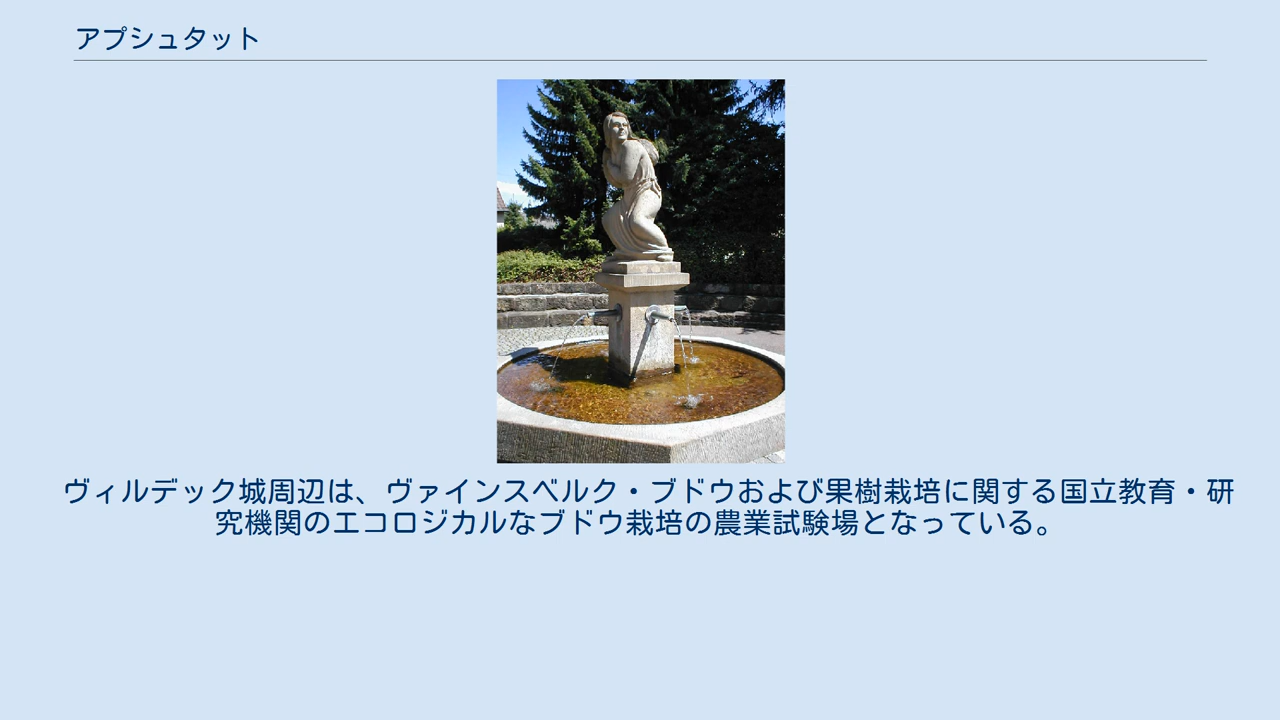 アプシュタット
ヴィルデック城周辺は、ヴァインスベルク・ブドウおよび果樹栽培に関する国立教育・研
究機関のエコロジカルなブドウ栽培の農業試験場となっている。